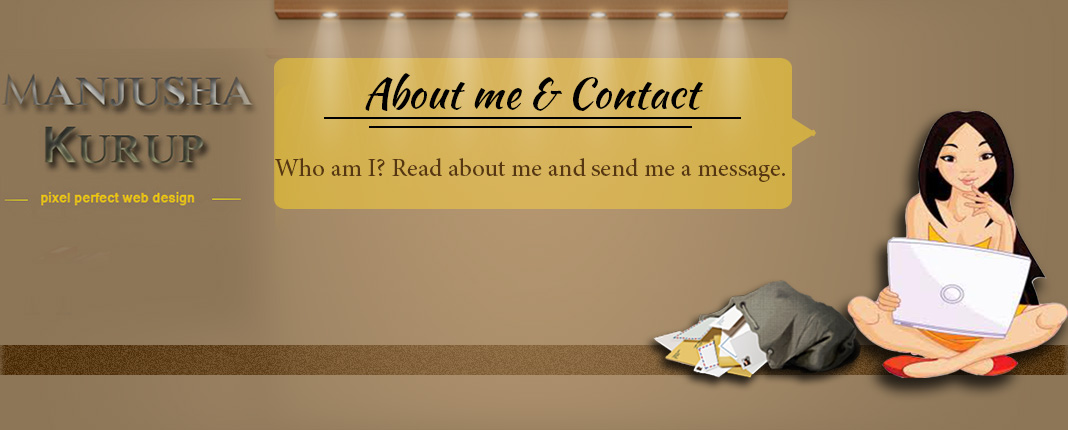 MANJUSHA
KURUP
pixel perfect web design
About me & Contact
Who am I? Read about me and send me a message.